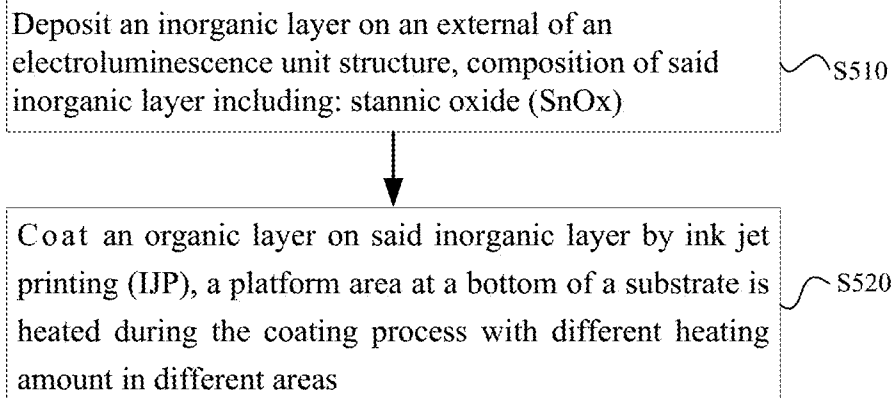 Deposit an inorganic layer on an external of an
electroluminescence unit structure, composition of said
inorganic layer including: stannic oxide (SnOx)
S510
Coat an organic layer on said inorganic layer by ink jet
printing (IJP), a platform area at a bottom of a substrate is
heated during the coating process with different heating
amount in different areas
S520